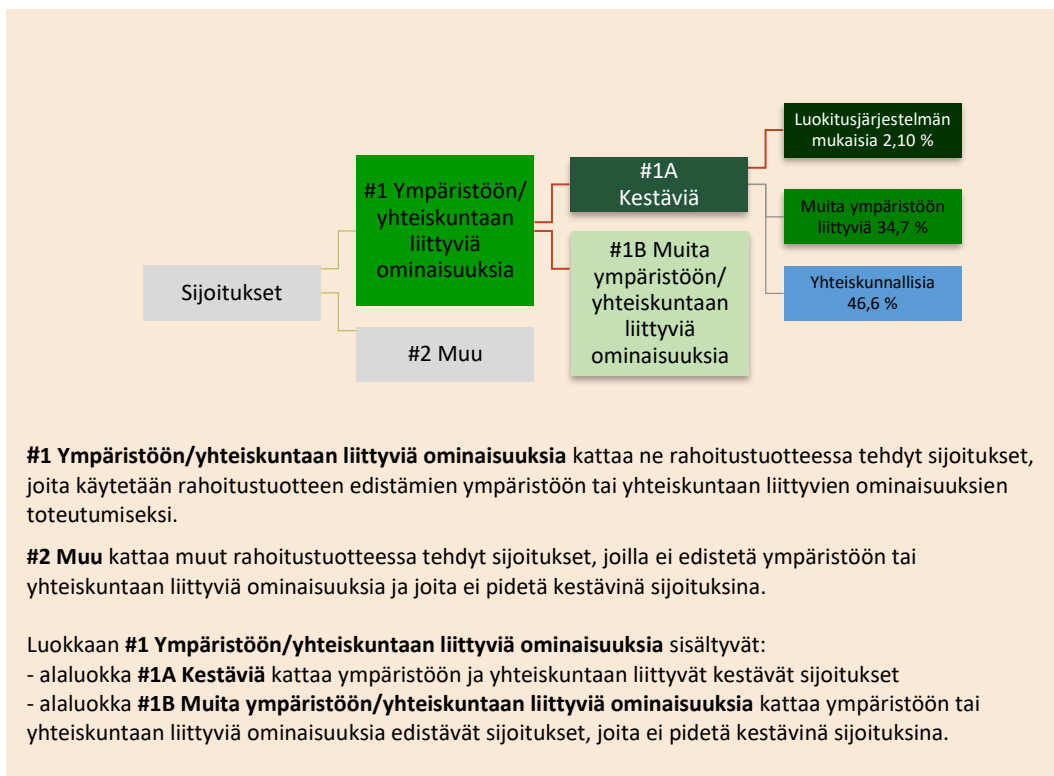 Sijoitukset
#1 Ympäristöön/
yhteiskuntaan
liittyviä
ominaisuuksia
#2 Muu
#1A
Kestäviä
#1B Muita
ympäristöön/
yhteiskuntaan
liittyviä
ominaisuuksia
Luokitusjärjestelmän
mukaisia 2,10 %
Muita ympäristöön
liittyviä 34,7 %
Yhteiskunnallisia
46,6 %
#1 Ympäristöön/yhteiskuntaan liittyviä ominaisuuksia kattaa ne rahoitustuotteessa tehdyt sijoitukset,
joita käytetään rahoitustuotteen edistämien ympäristöön tai yhteiskuntaan liittyvien ominaisuuksien
toteutumiseksi.
#2 Muu kattaa muut rahoitustuotteessa tehdyt sijoitukset, joilla ei edistetä ympäristöön tai
yhteiskuntaan liittyviä ominaisuuksia ja joita ei pidetä kestävinä sijoituksina.
Luokkaan #1 Ympäristöön/yhteiskuntaan liittyviä ominaisuuksia sisältyvät:
- alaluokka #1A Kestäviä kattaa ympäristöön ja yhteiskuntaan liittyvät kestävät sijoitukset
- alaluokka #1B Muita ympäristöön/yhteiskuntaan liittyviä ominaisuuksia kattaa ympäristöön tai
yhteiskuntaan liittyviä ominaisuuksia edistävät sijoitukset, joita ei pidetä kestävinä sijoituksina.